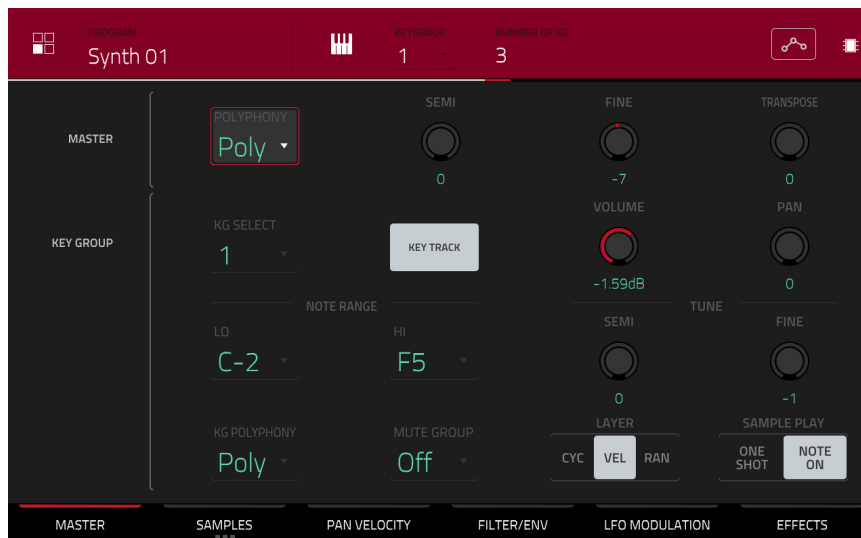 PROGRAM
Synth 01
KEYGROUP
1
NUMBER OF KG
3
MASTER
POLYPHONY
Poly
SEMI
0
FINE
-7
TRANSPOSE
0
KEY GROUP
KG SELECT
1
KEY TRACK
VOLUME
-1.59dB
PAN
0
NOTE RANGE
TUNE
LO
C-2
HI
F5
SEMI
0
FINE
-1
KG POLYPHONY
Poly
MUTE GROUP
Off
LAYER
CYC VEL RAN
SAMPLE PLAY
ONE SHOT
NOTE ON
MASTER SAMPLES PAN VELOCITY FILTER/ENV LFO MODULATION EFFECTS